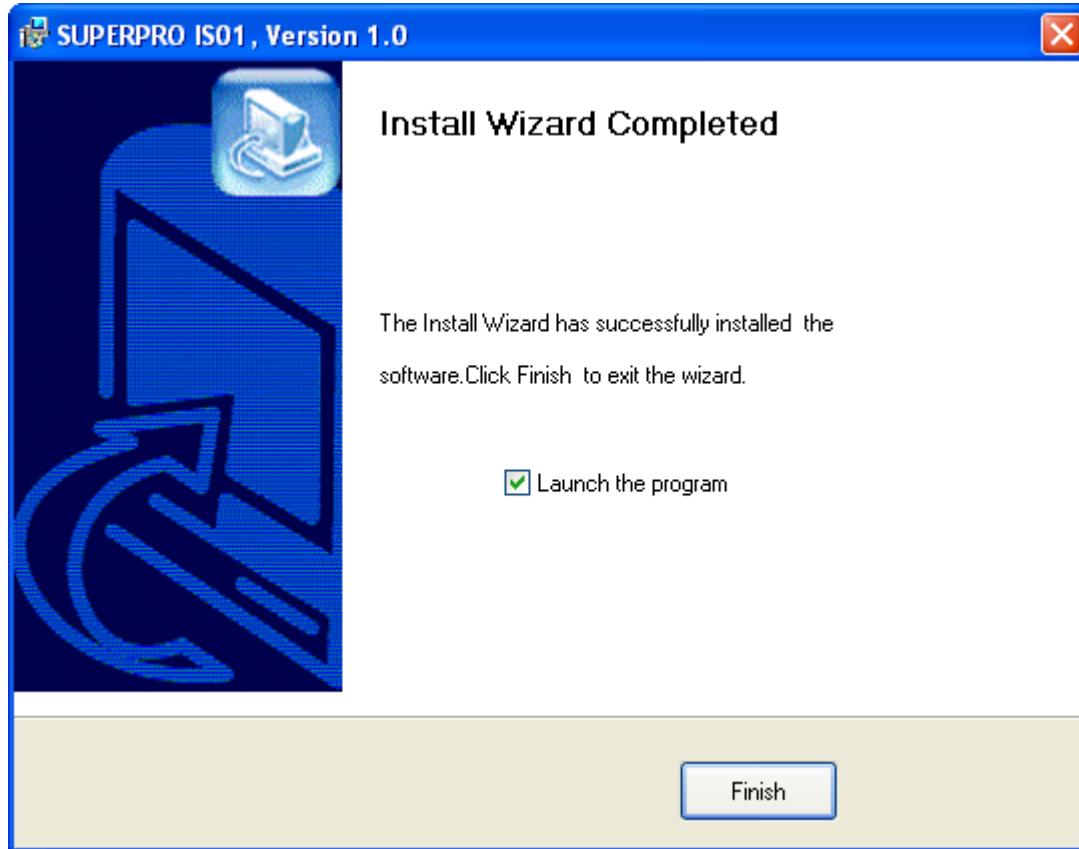 SUPERPRO IS01, Version 1.0
Install Wizard Completed
The Install Wizard has successfully installed  the
software.Click Finish  to exit the wizard.
Launch the program
Finish